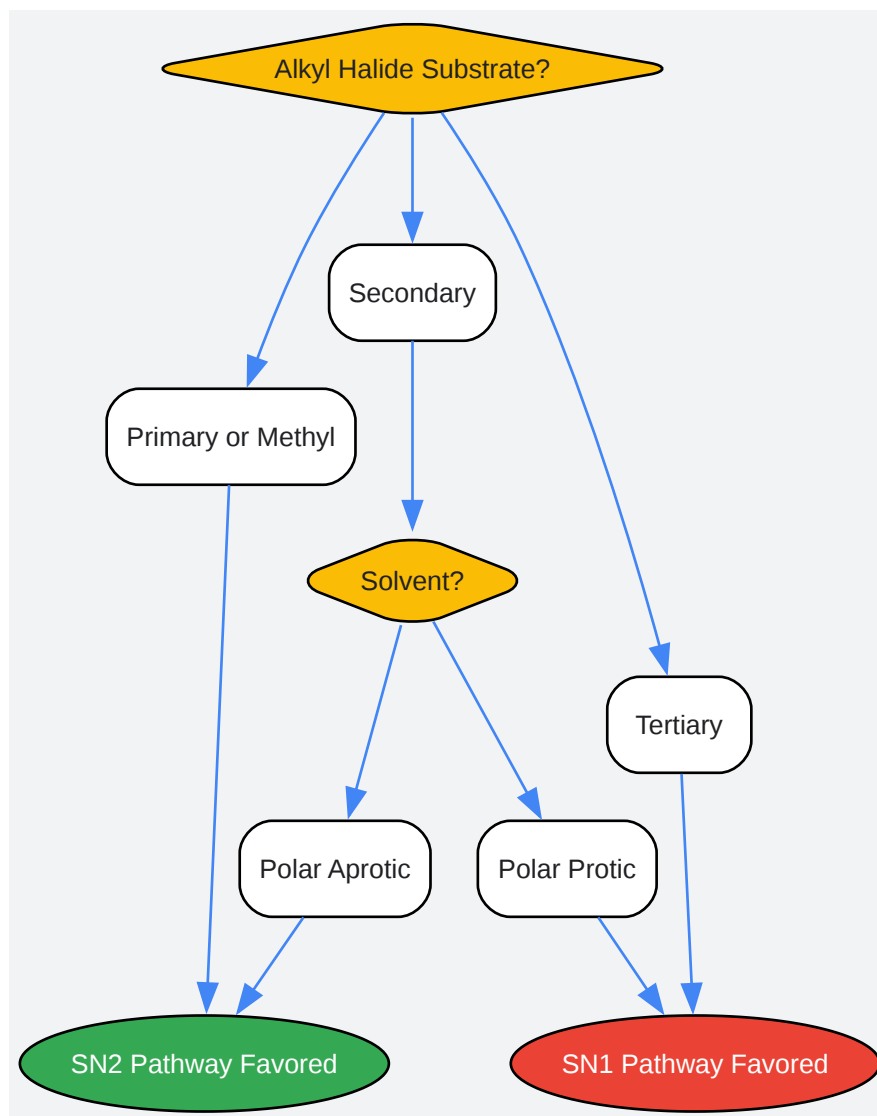 Alkyl Halide Substrate?
Secondary
Primary or Methyl
Solvent?
Tertiary
Polar Aprotic
Polar Protic
SN2 Pathway Favored
SN1 Pathway Favored